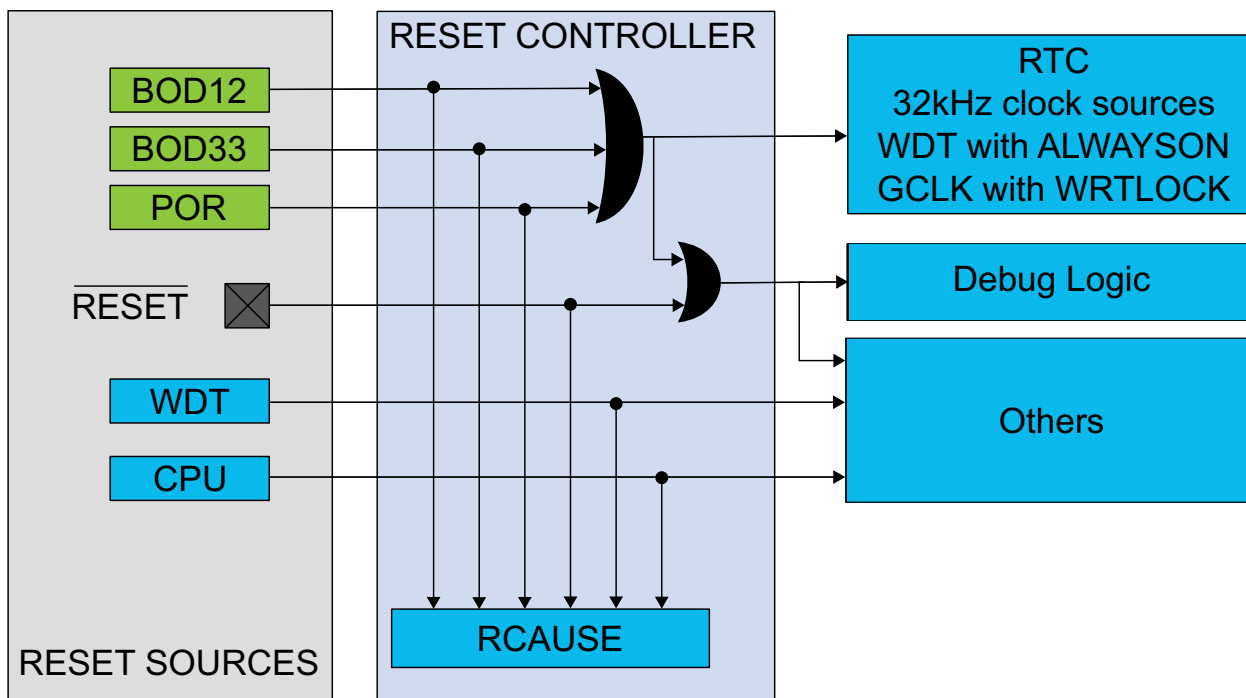 RESET CONTROLLER
BOD12
BOD33
POR
RESET
WDT
CPU
RTC
32kHz clock sources
WDT with ALWAYSON
GCLK with WRTLOCK
Debug Logic
Others
RCAUSE
RESET SOURCES